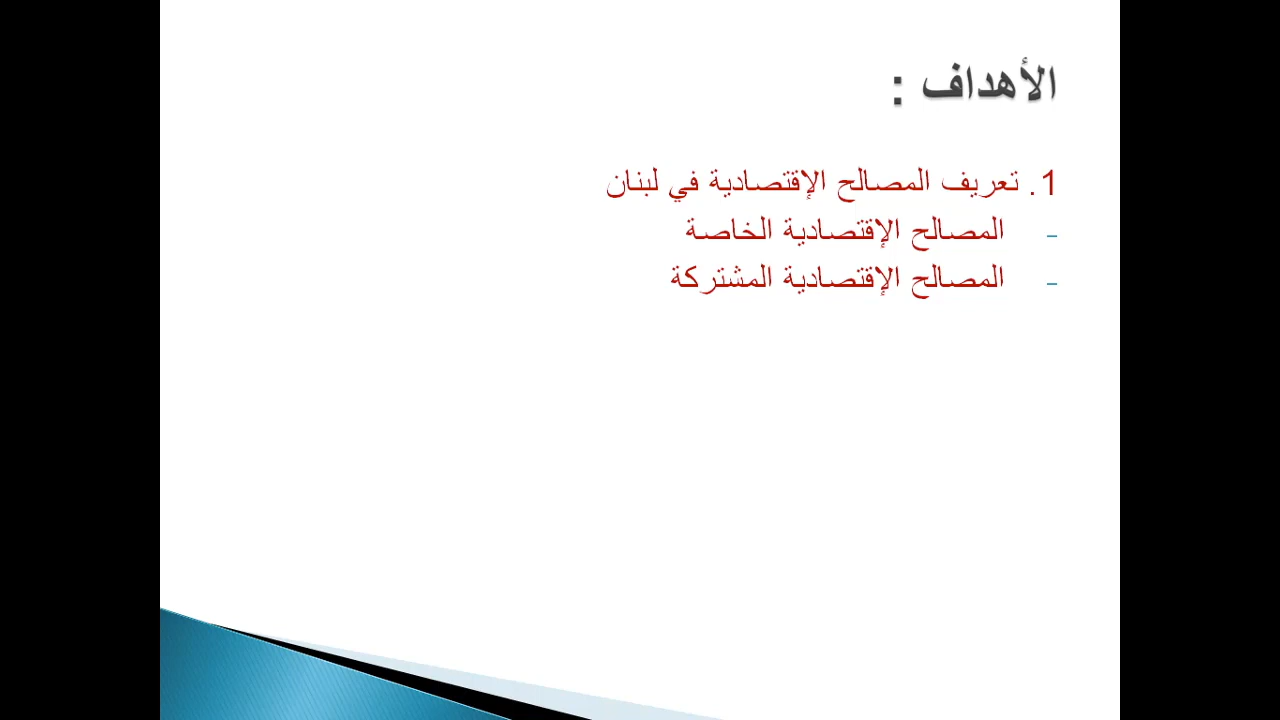 الأهداف :
1. تعريف المصالح الإقتصادية في لبنان
- المصالح الإقتصادية الخاصة
- المصالح الإقتصادية المشتركة